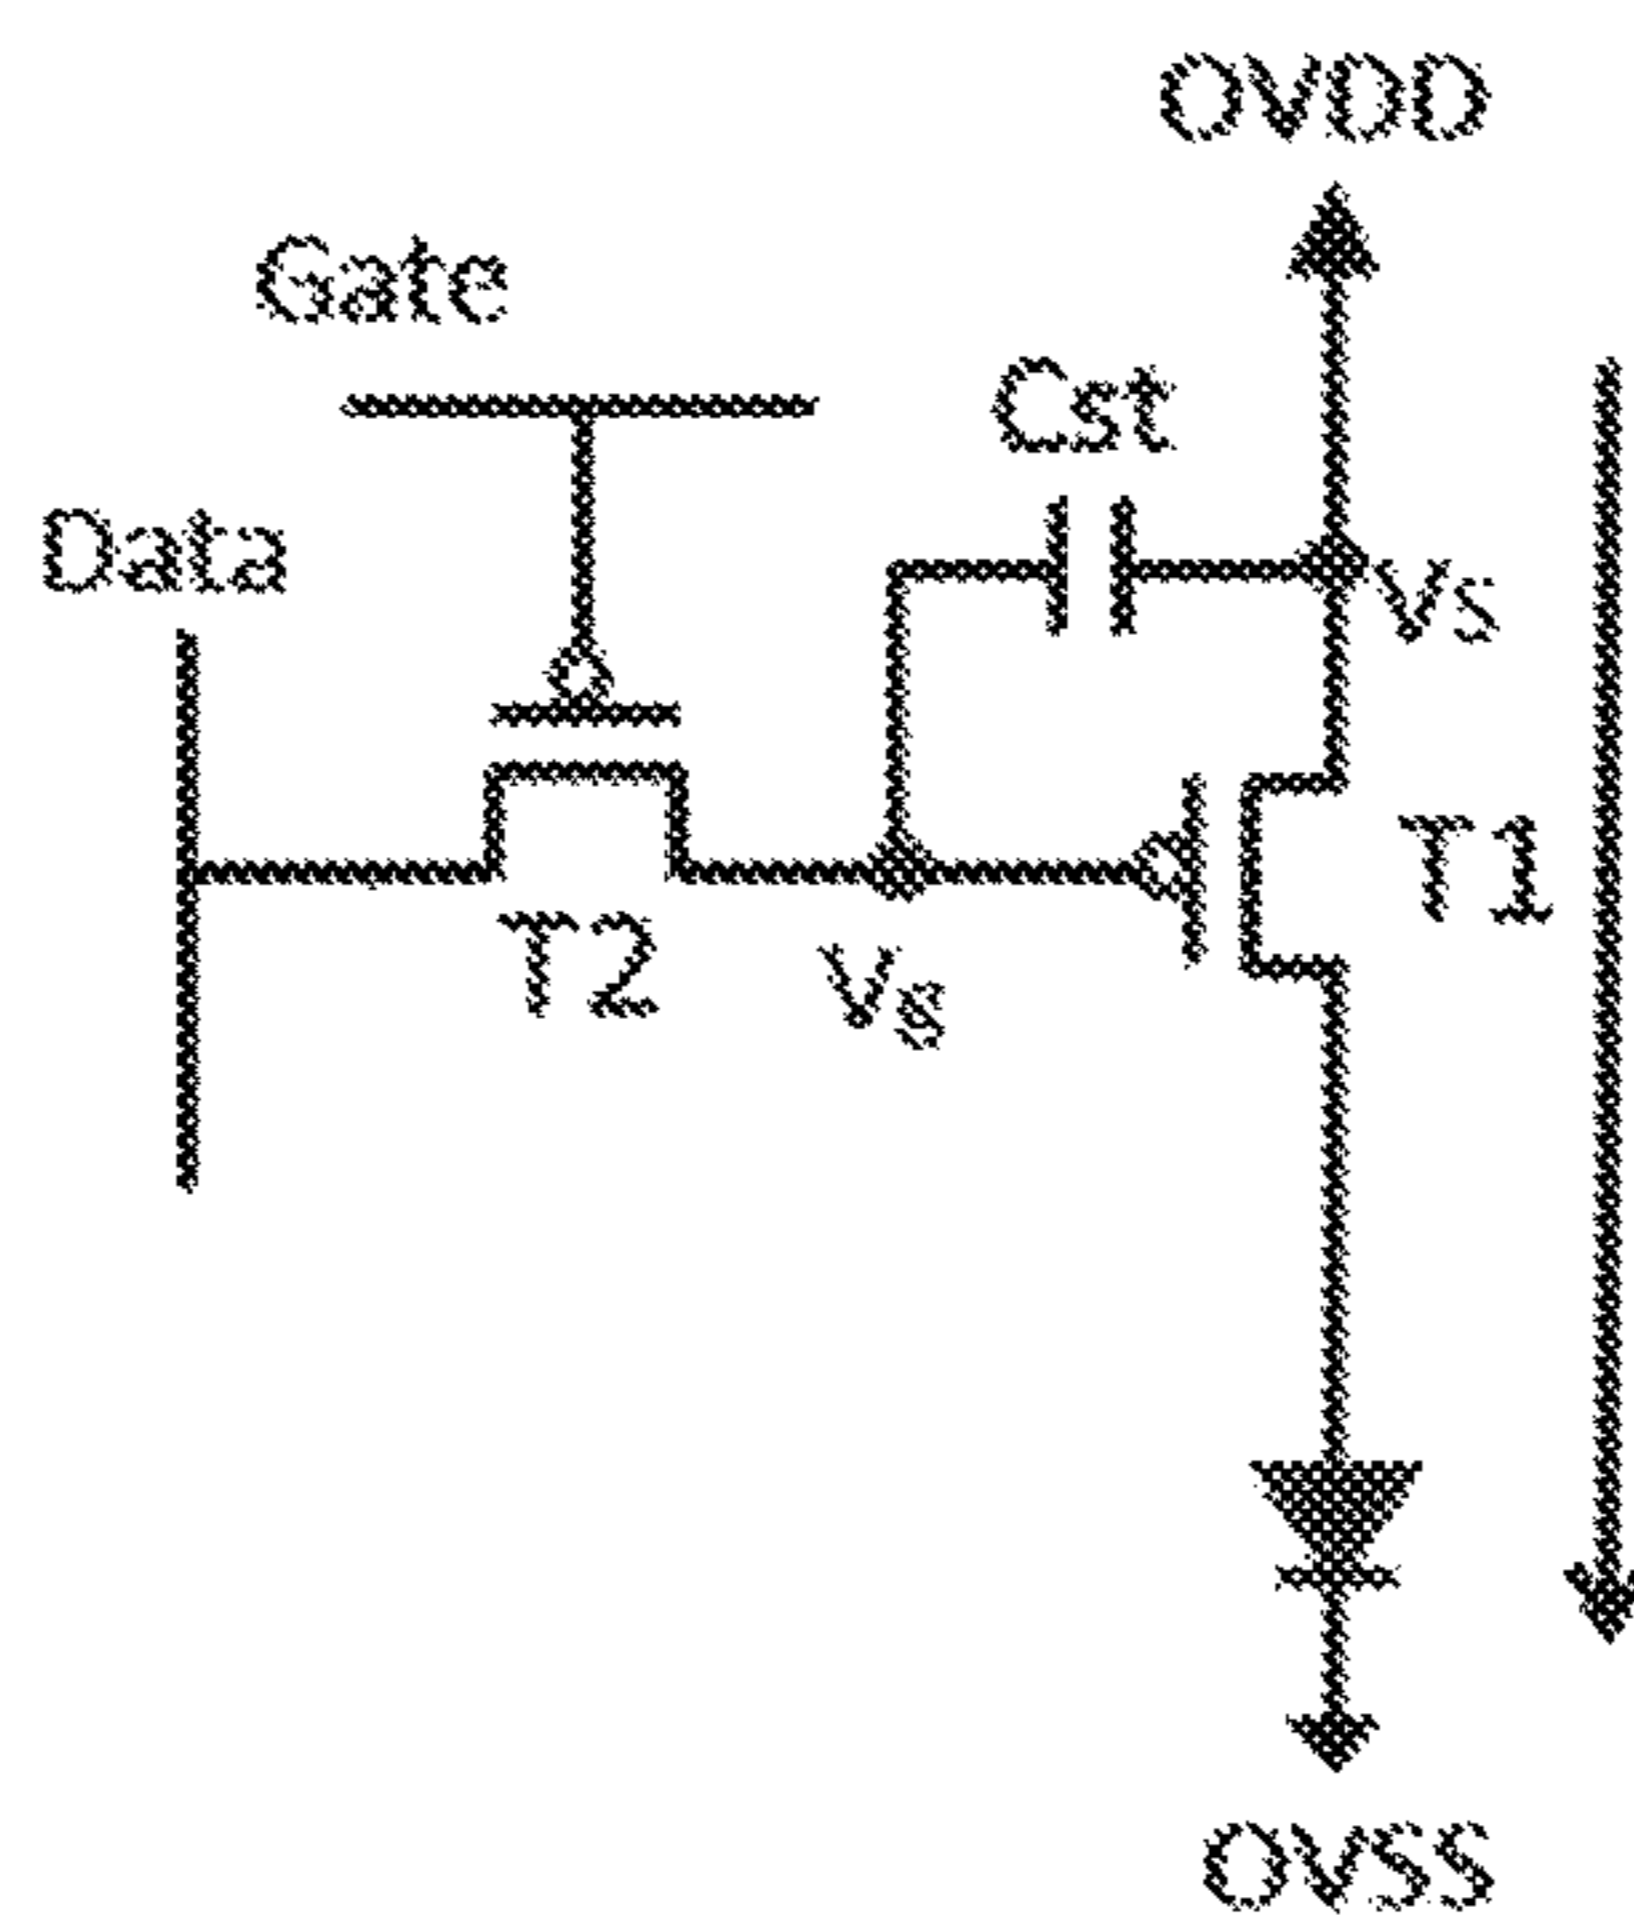 OVDD
Gate
Cst
Data
Vs
T1
T2
Vg
OVSS